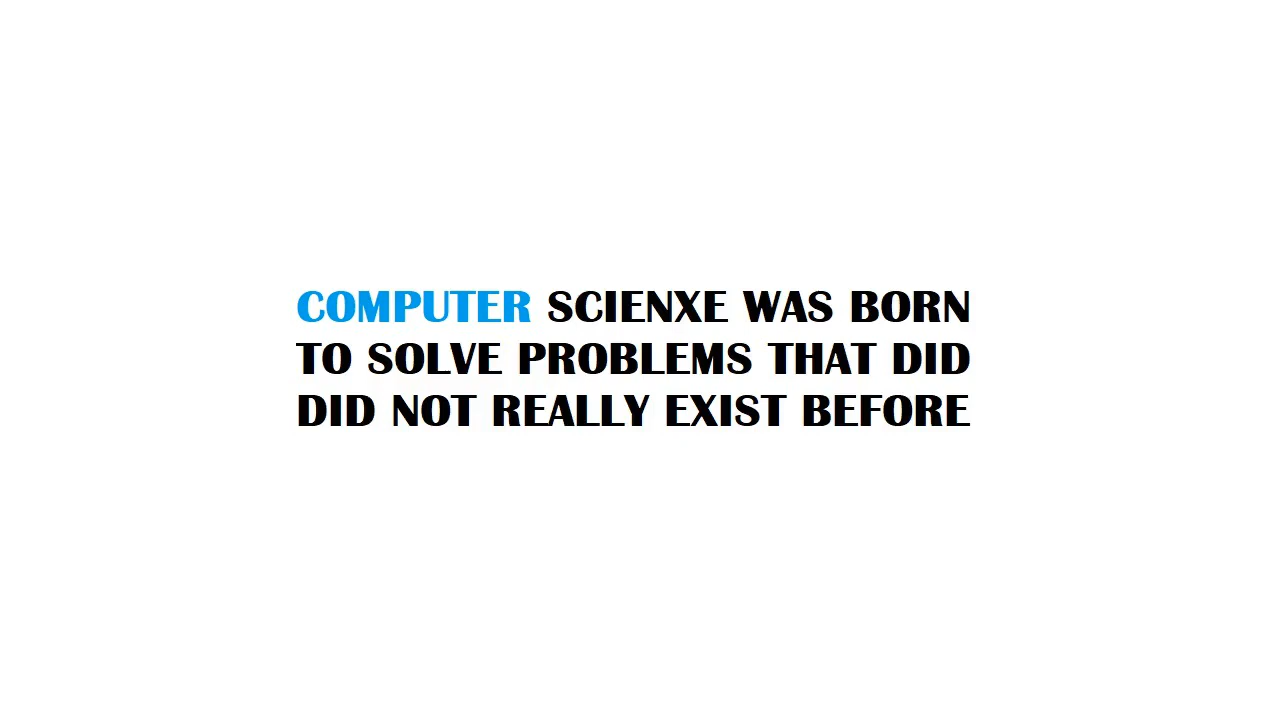 COMPUTER SCIENXE WAS BORN
TO SOLVE PROBLEMS THAT DID
DID NOT REALLY EXIST BEFORE